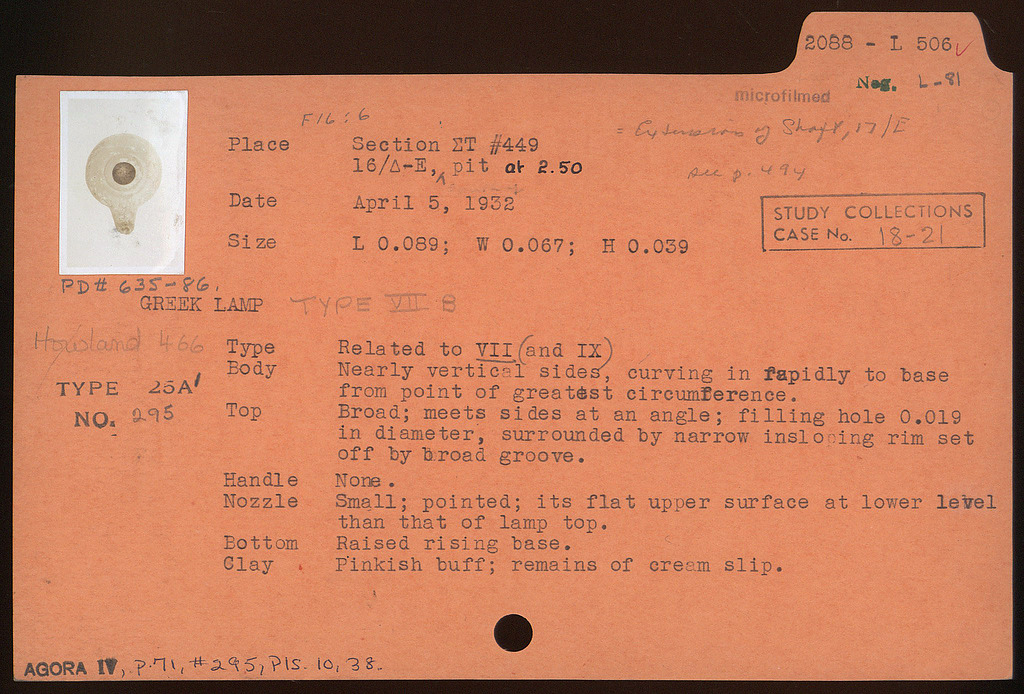 2088 - L 506 ✓
Neg. L-81
microfilmed
F16:6
= Extension of Shaft, 17/E
see p. 494
Place Section ΣT #449
16/Δ-E, pit at 2.50
Date April 5, 1932
STUDY COLLECTIONS
CASE No. 18-21
Size L 0.089; W 0.067; H 0.039
PD# 635-86.
GREEK LAMP TYPE VII B
Howland 466
Type Related to VII (and IX)
Body Nearly vertical sides, curving in rapidly to base
from point of greatest circumference.
TYPE 25A'
NO. 295
Top Broad; meets sides at an angle; filling hole 0.019
in diameter, surrounded by narrow insloping rim set
off by broad groove.
Handle None.
Nozzle Small; pointed; its flat upper surface at lower level
than that of lamp top.
Bottom Raised rising base.
Clay Pinkish buff; remains of cream slip.
AGORA IV, p.71, #295, Pls. 10, 38.